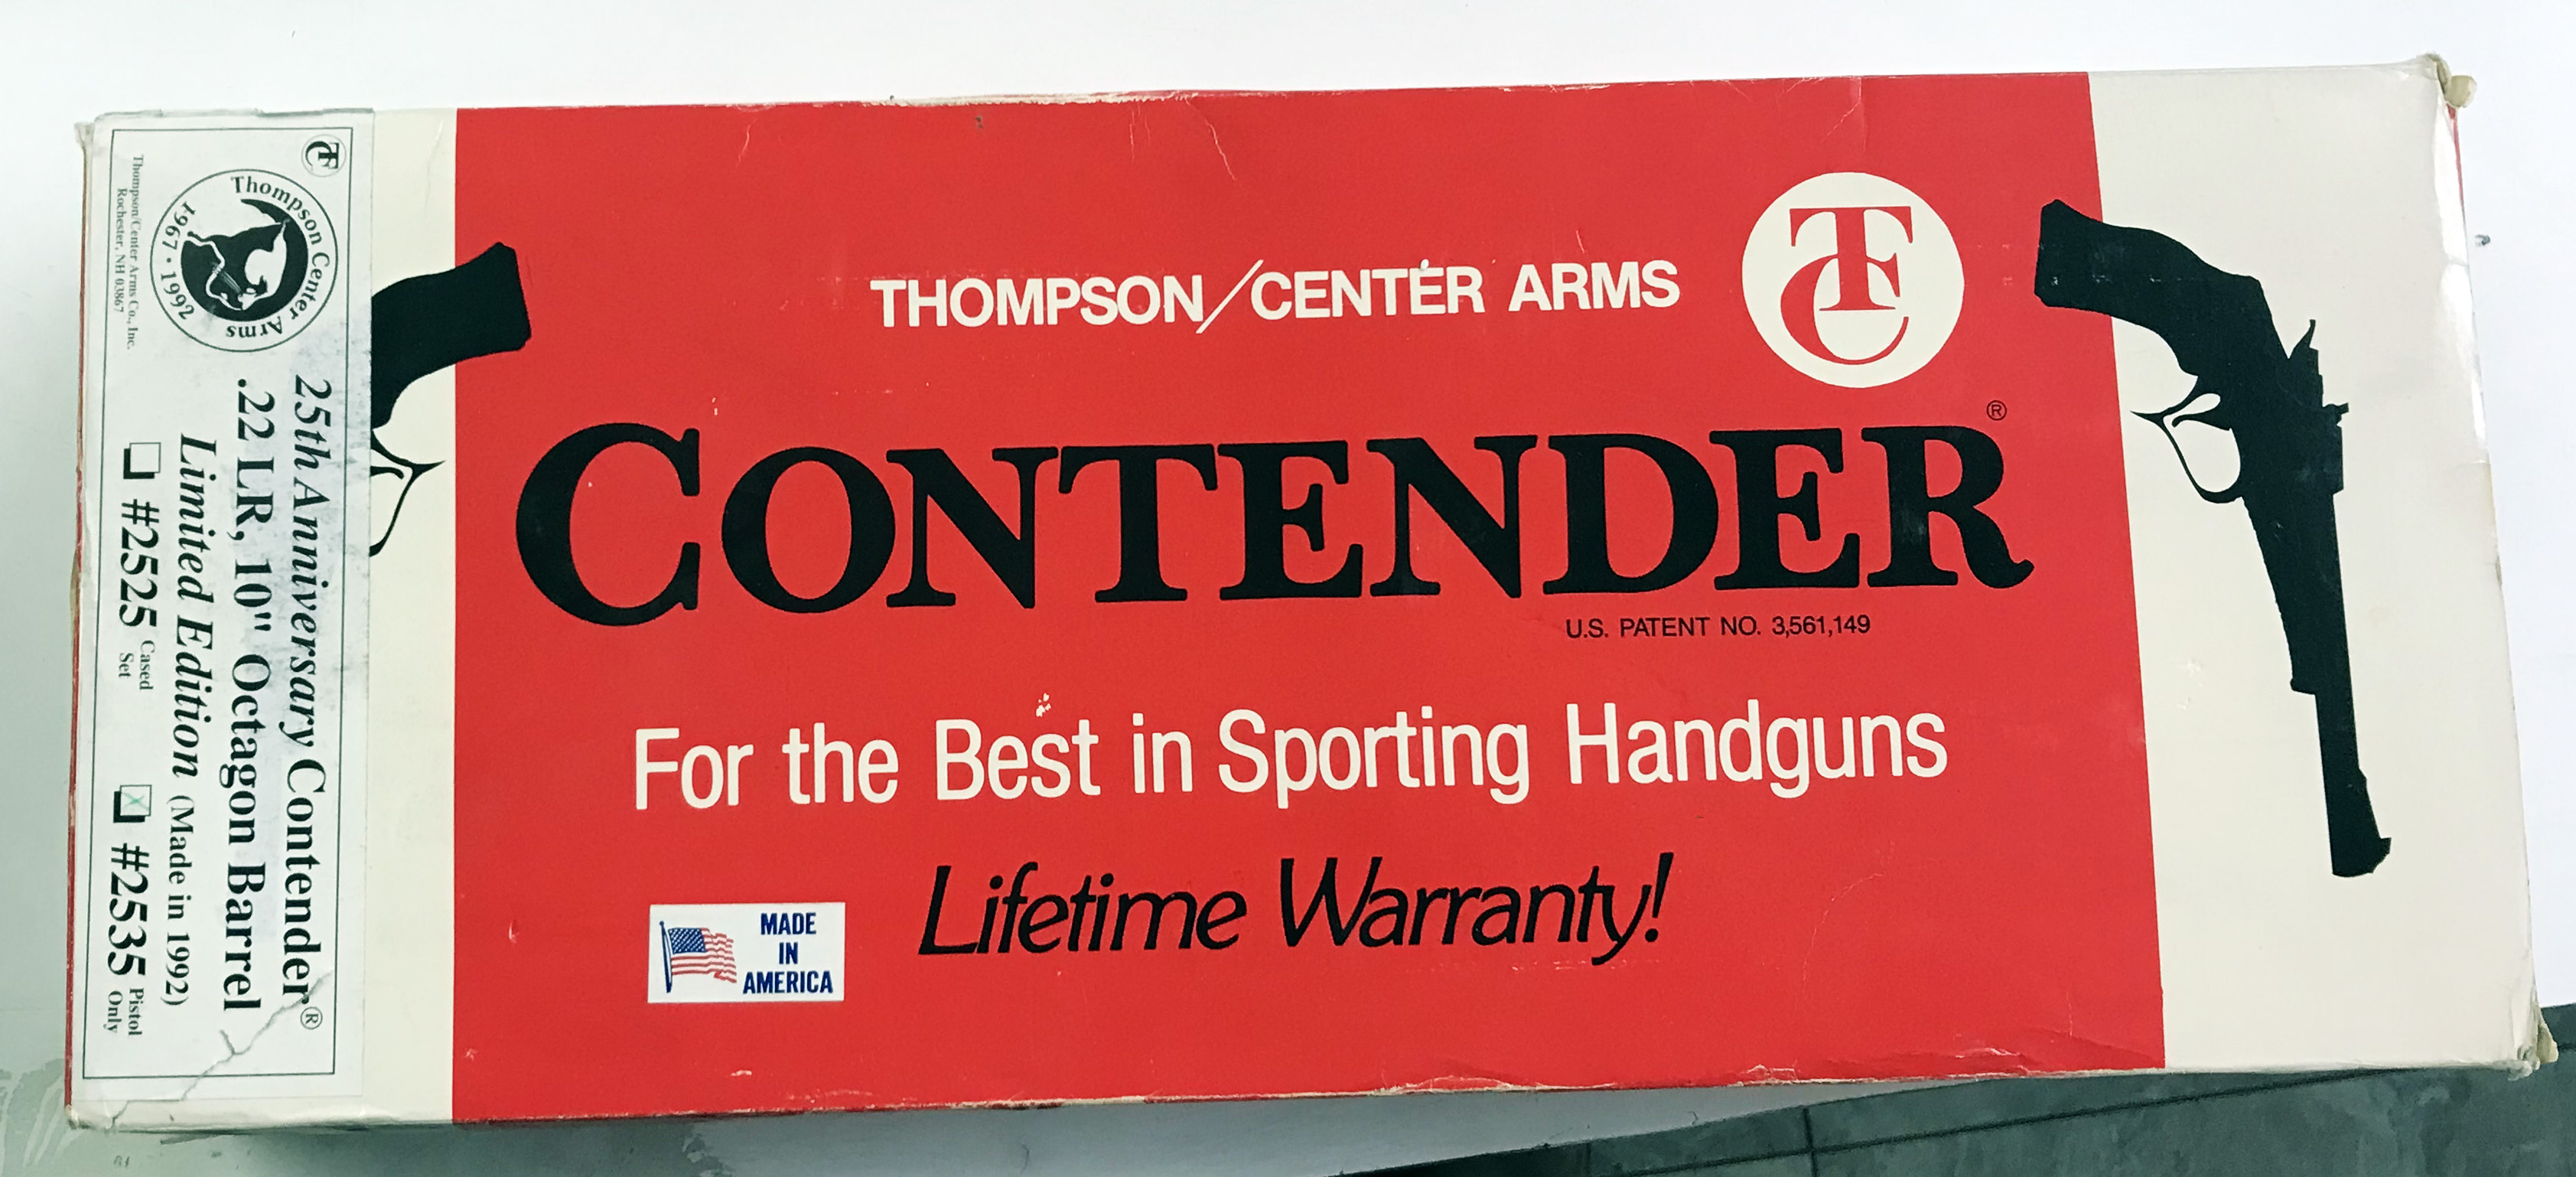 THOMPSON/CENTER ARMS
TC
CONTENDER®
U.S. PATENT NO. 3,561,149
For the Best in Sporting Handguns
Lifetime Warranty!
MADE
IN
AMERICA
TC
Thompson Center Arms
1967 • 1992
Thompson/Center Arms Co., Inc.
Rochester, NH 03867
25th Anniversary Contender®
.22 LR, 10" Octagon Barrel
Limited Edition (Made in 1992)
#2525 Cased Set
#2535 Pistol Only